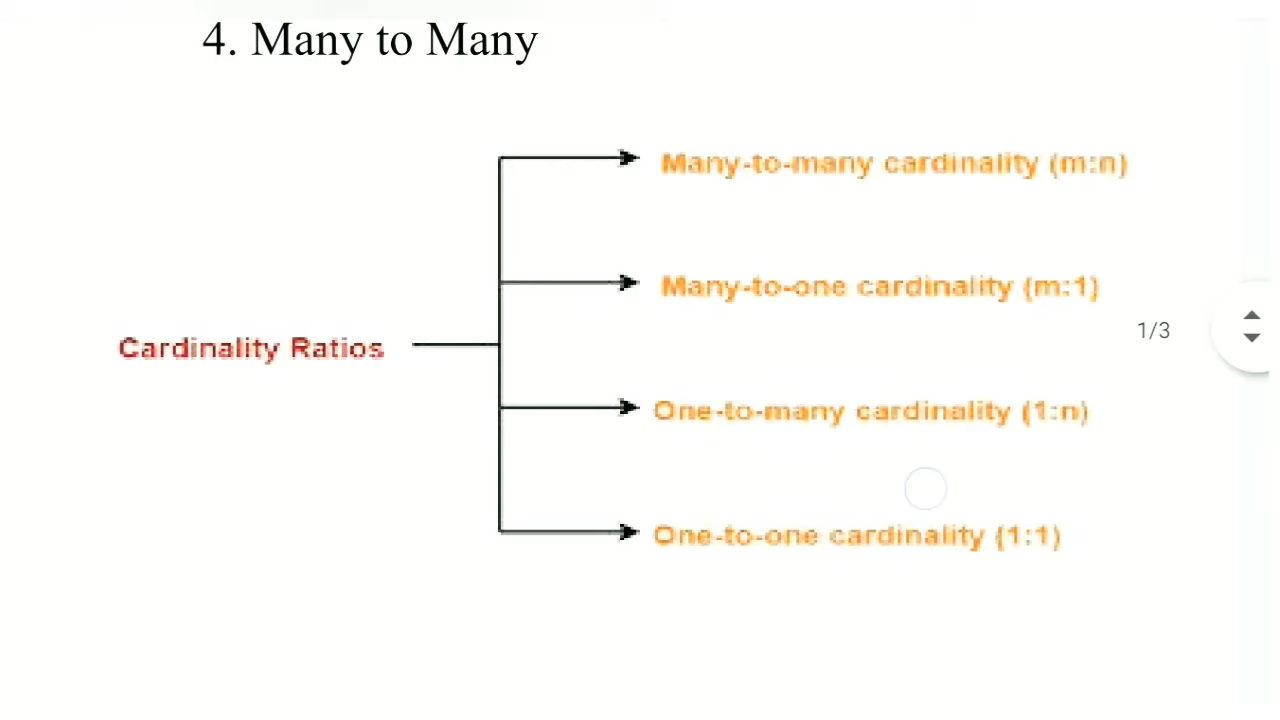 4. Many to Many
Many-to-many cardinality (m:n)
Many-to-one cardinality (m:1)
1/3
Cardinality Ratios
One-to-many cardinality (1:n)
One-to-one cardinality (1:1)